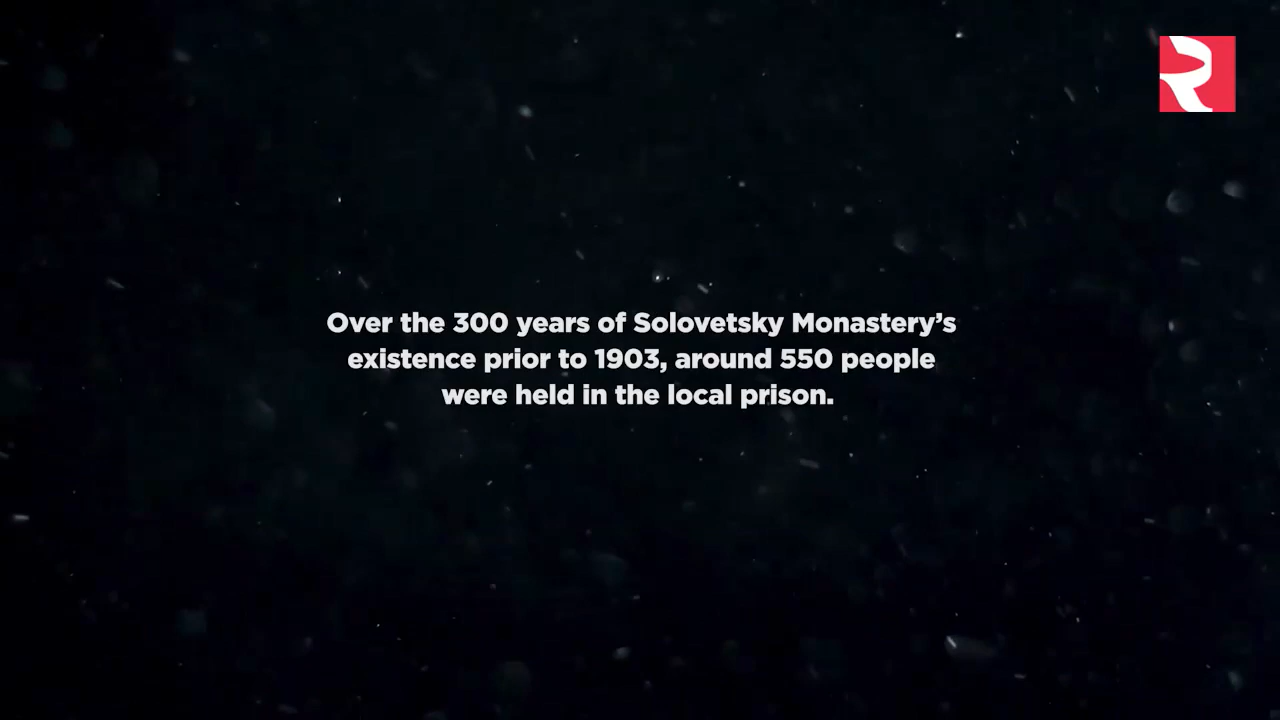 Over the 300 years of Solovetsky Monastery’s
existence prior to 1903, around 550 people
were held in the local prison.